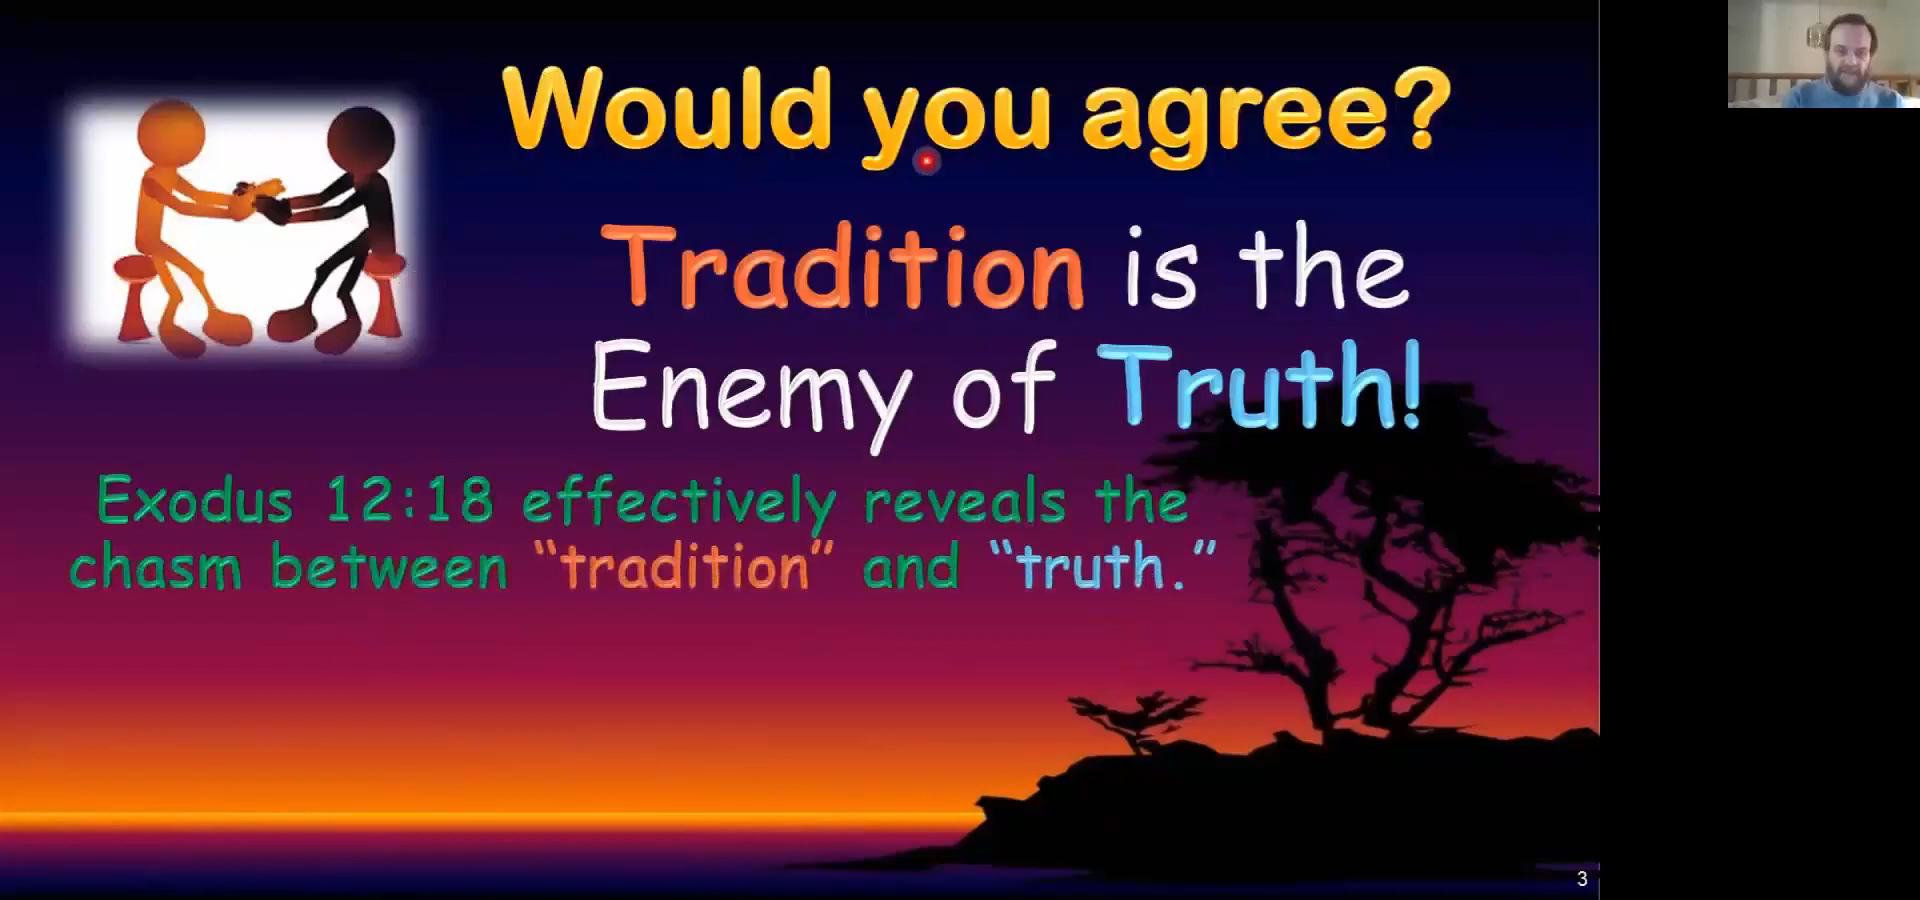 Would you agree?
Tradition is the
Enemy of Truth!
Exodus 12:18 effectively reveals the
chasm between “tradition” and “truth.”
3